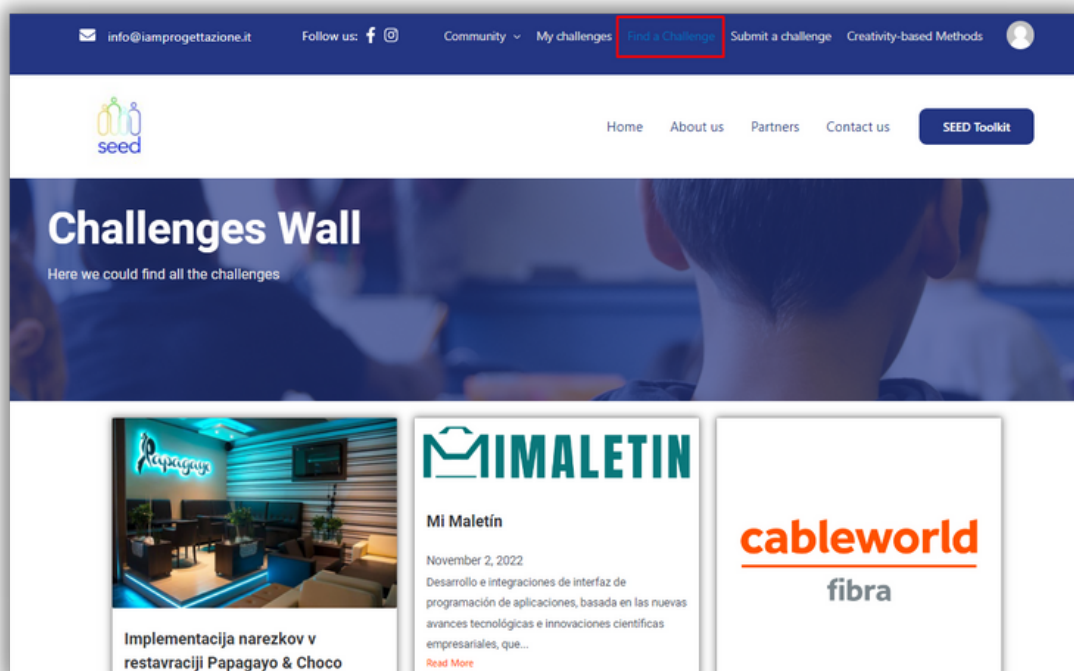 info@iamprogettazione.it
Follow us:
Community
My challenges
Find a Challenge
Submit a challenge
Creativity-based Methods
seed
Home
About us
Partners
Contact us
SEED Toolkit
Challenges Wall
Here we could find all the challenges
Papagayo
MIMALETIN
cableworld
fibra
Implementacija narezkov v
restavraciji Papagayo & Choco
Mi Maletín
November 2, 2022
Desarrollo e integraciones de interfaz de
programación de aplicaciones, basada en las nuevas
avances tecnológicas e innovaciones científicas
empresariales, que...
Read More